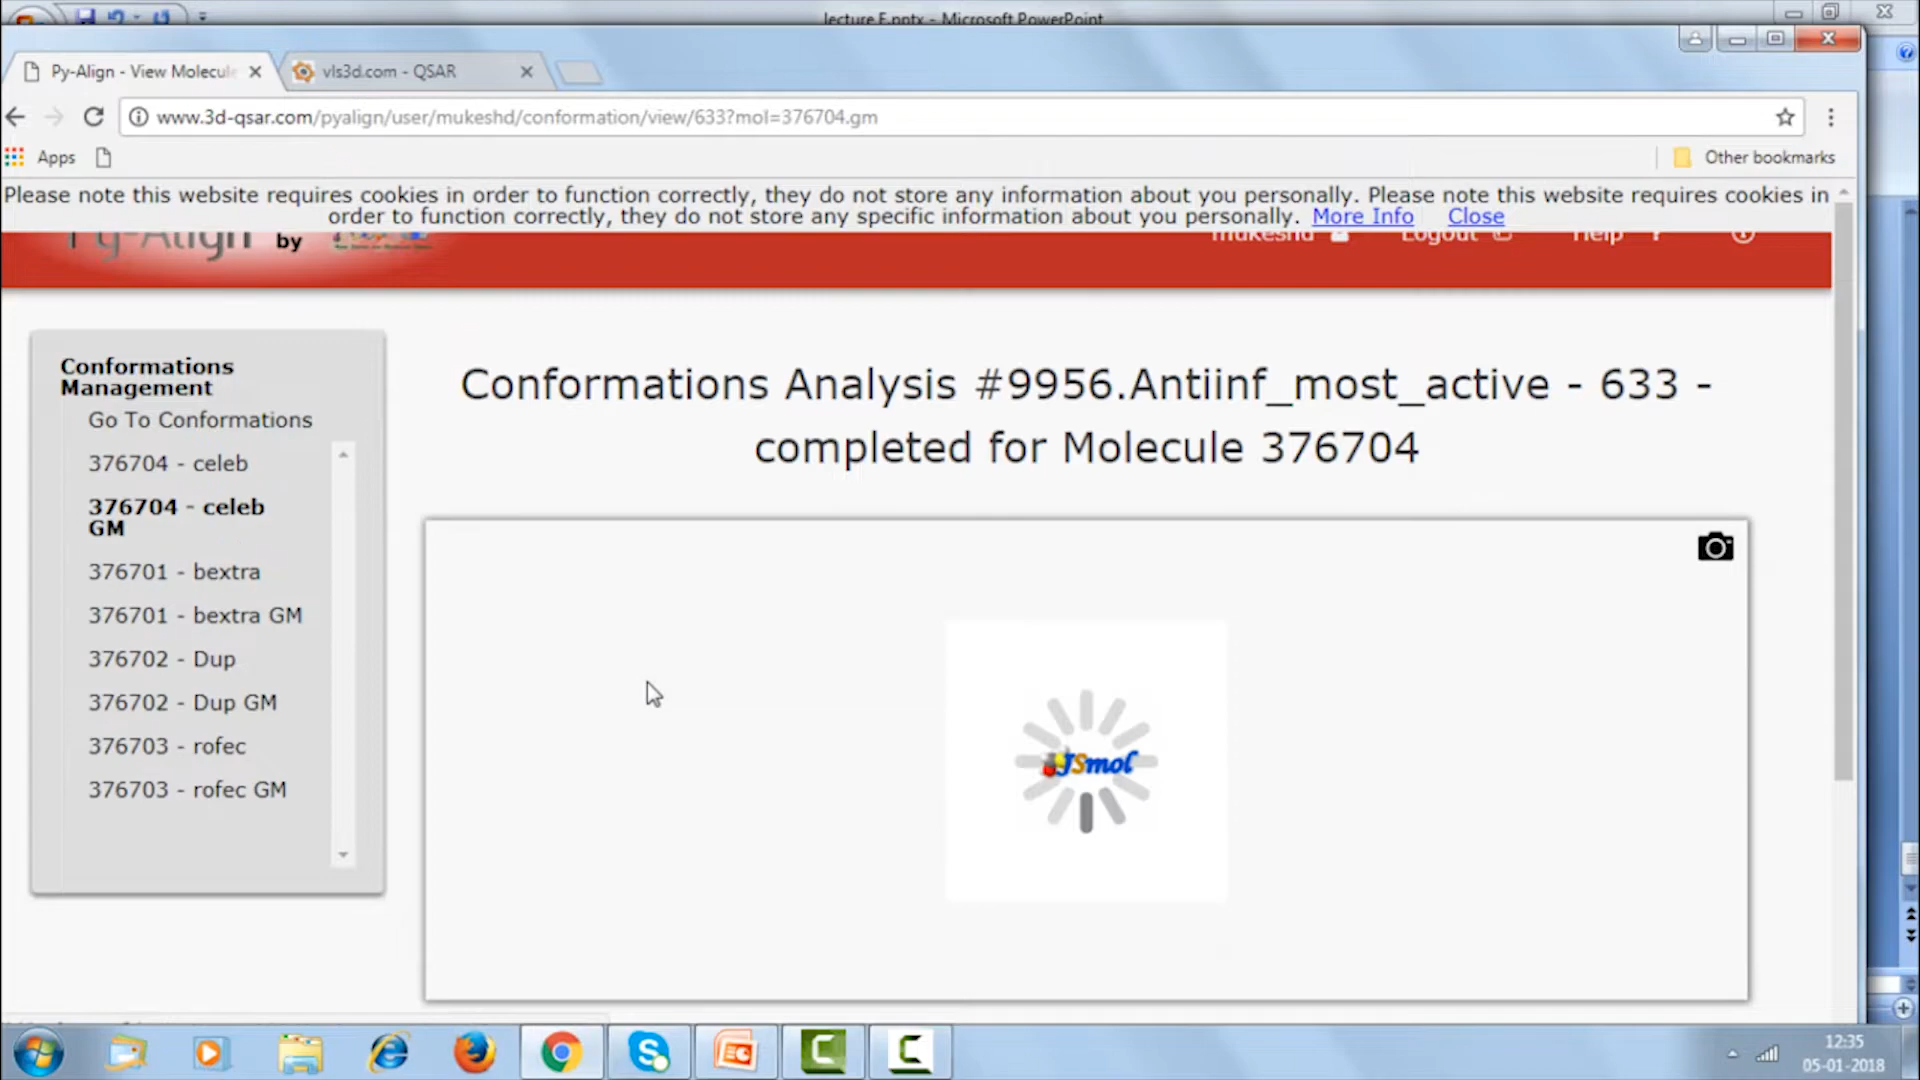 lecture F.pptx - Microsoft PowerPoint
Py-Align - View Molecule
vls3d.com - QSAR
www.3d-qsar.com/pyalign/user/mukeshd/conformation/view/633?mol=376704.gm
Apps
Other bookmarks
Please note this website requires cookies in order to function correctly, they do not store any information about you personally. Please note this website requires cookies in
order to function correctly, they do not store any specific information about you personally. More Info Close
Py-Align by
mukeshd Logout Help ?
Conformations
Management
Go To Conformations
376704 - celeb
376704 - celeb
GM
376701 - bextra
376701 - bextra GM
376702 - Dup
376702 - Dup GM
376703 - rofec
376703 - rofec GM
Conformations Analysis #9956.Antiinf_most_active - 633 -
completed for Molecule 376704
JSmol
12:35
05-01-2018